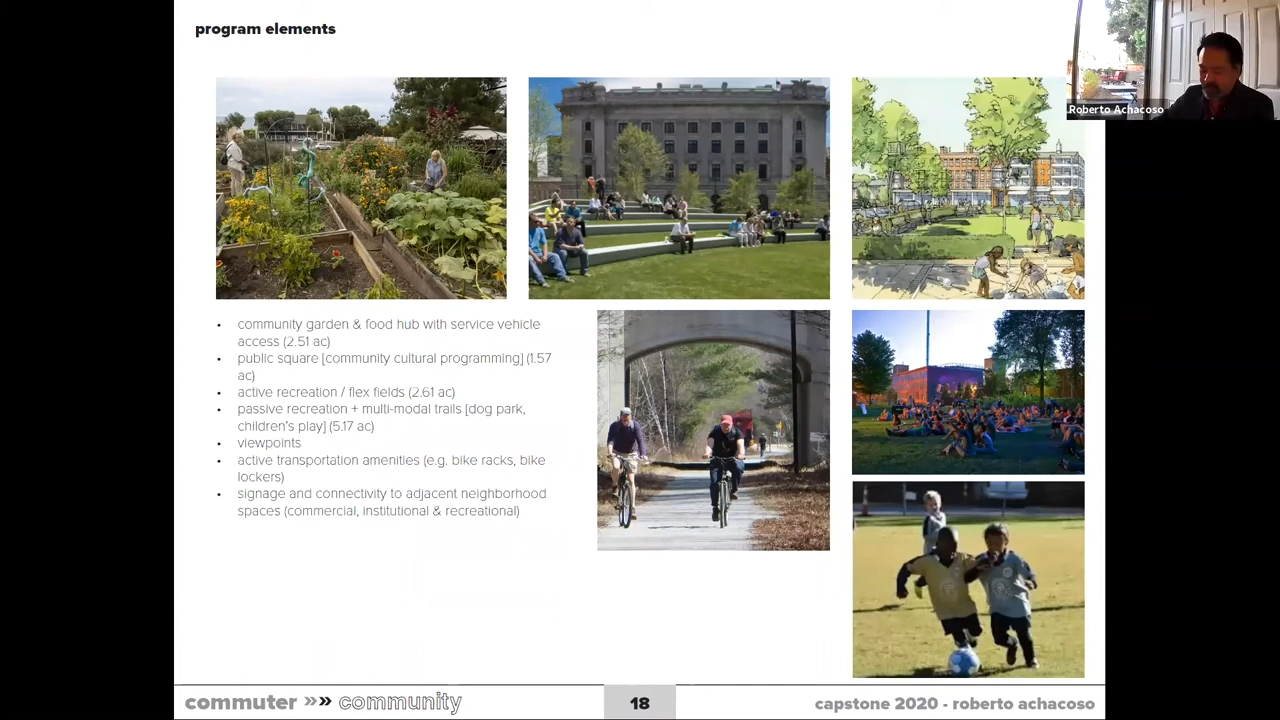 program elements
Roberto Achacoso
• community garden & food hub with service vehicle
access (2.51 ac)
• public square [community cultural programming] (1.57
ac)
• active recreation / flex fields (2.61 ac)
• passive recreation + multi-modal trails [dog park,
children's play] (5.17 ac)
• viewpoints
• active transportation amenities (e.g. bike racks, bike
lockers)
• signage and connectivity to adjacent neighborhood
spaces (commercial, institutional & recreational)
commuter »» community
18
capstone 2020 - roberto achacoso